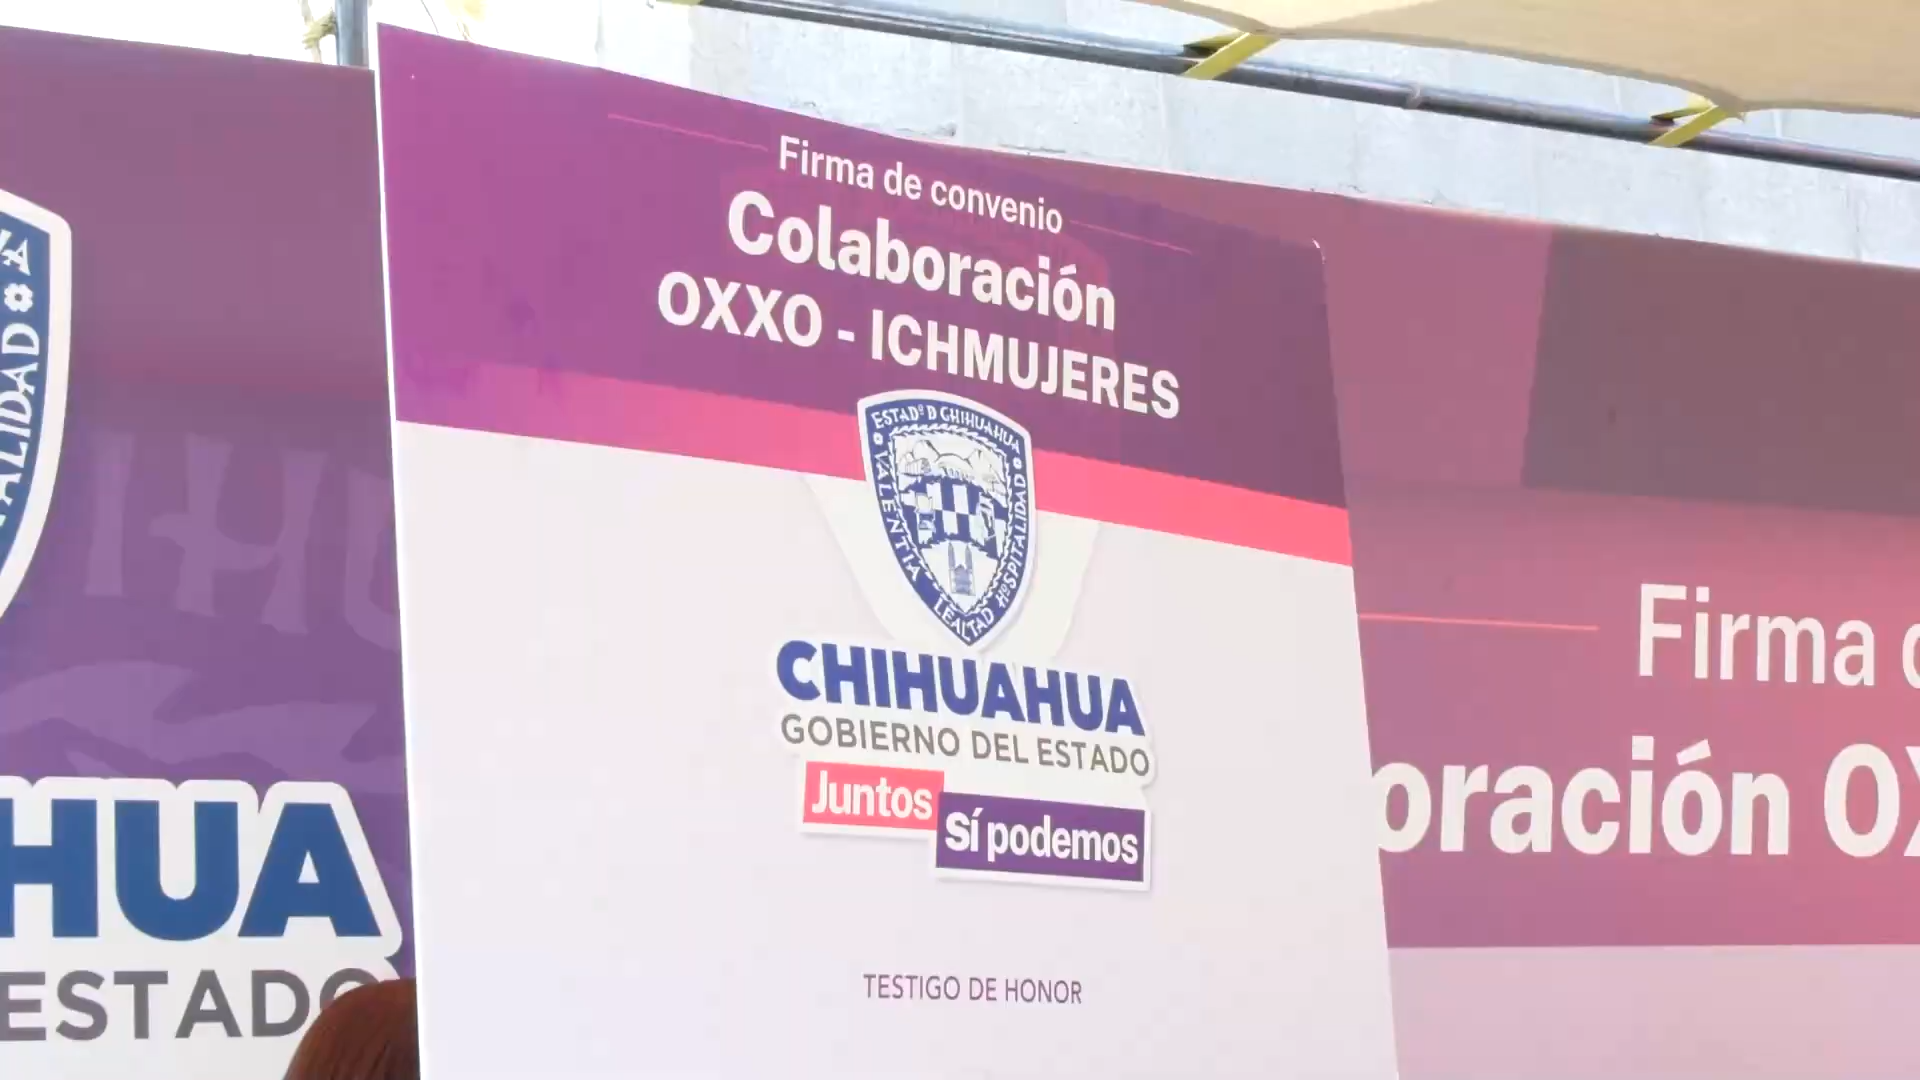 Firma de convenio
Colaboración
OXXO - ICHMUJERES
ESTADº D CHIHUAHUA
VALENTIA
LEALTAD
HºSPITALIDAD
CHIHUAHUA
GOBIERNO DEL ESTADO
Juntos
Sí podemos
TESTIGO DE HONOR
ALIDAD
HUA
ESTADO
Firma
oración OX